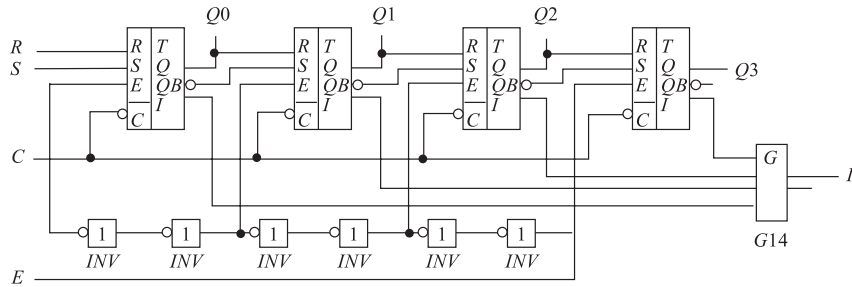 Q0 Q1 Q2
R R T R T R T R T
S S Q S Q S Q S Q Q3
E QB E QB E QB E QB
I I I I
C C C C
C G I
1 1 1 1 1 1 G14
INV INV INV INV INV INV
E